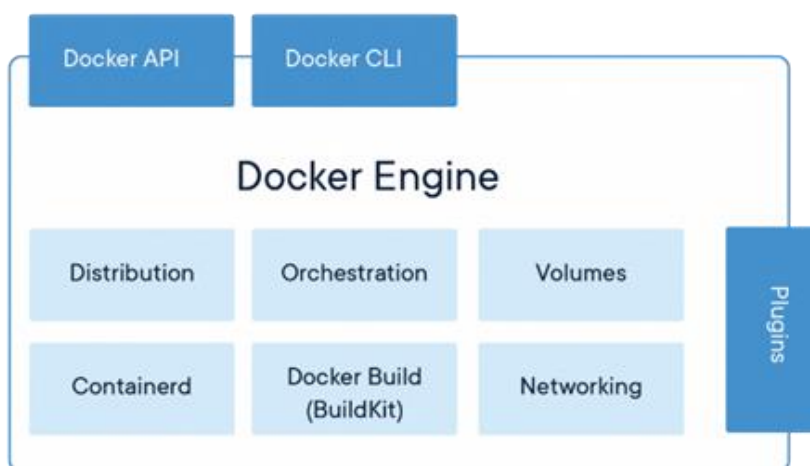 Docker API
Docker CLI
Docker Engine
Distribution
Orchestration
Volumes
Containerd
Docker Build
(BuildKit)
Networking
Plugins